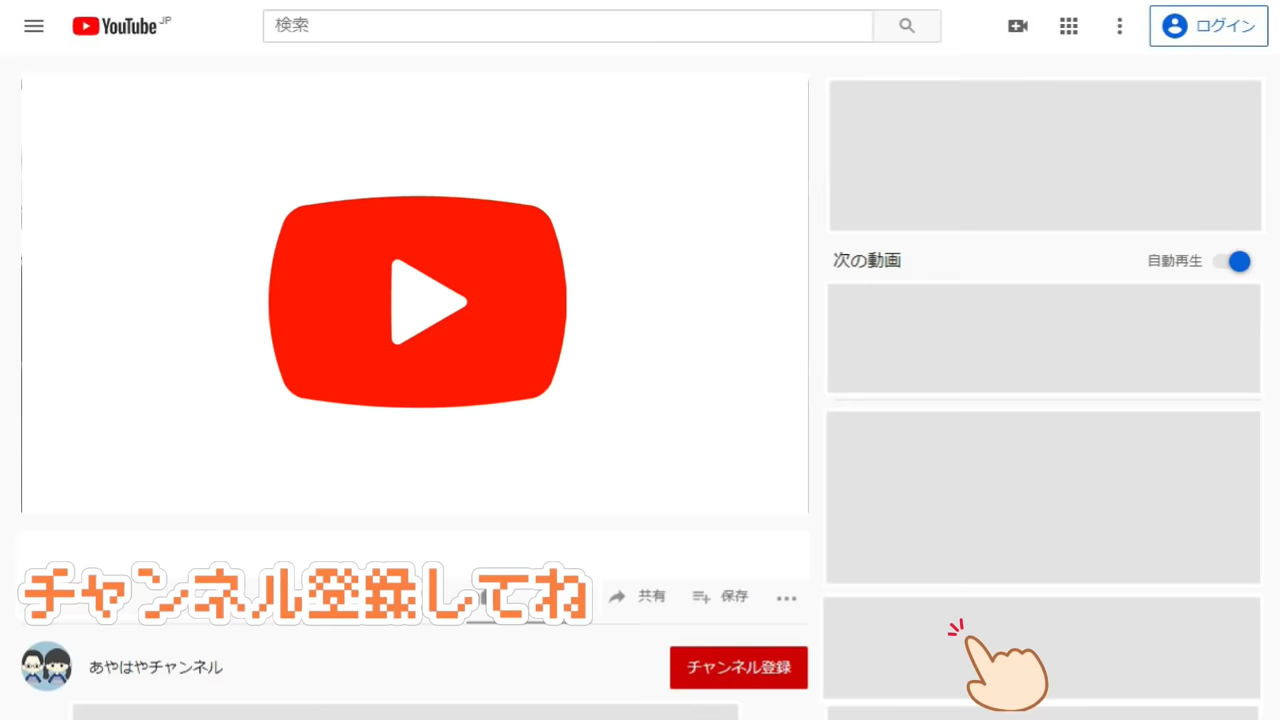 YouTube JP
検索
ログイン
次の動画
自動再生
チャンネル登録してね
共有
保存
あやはやチャンネル
チャンネル登録